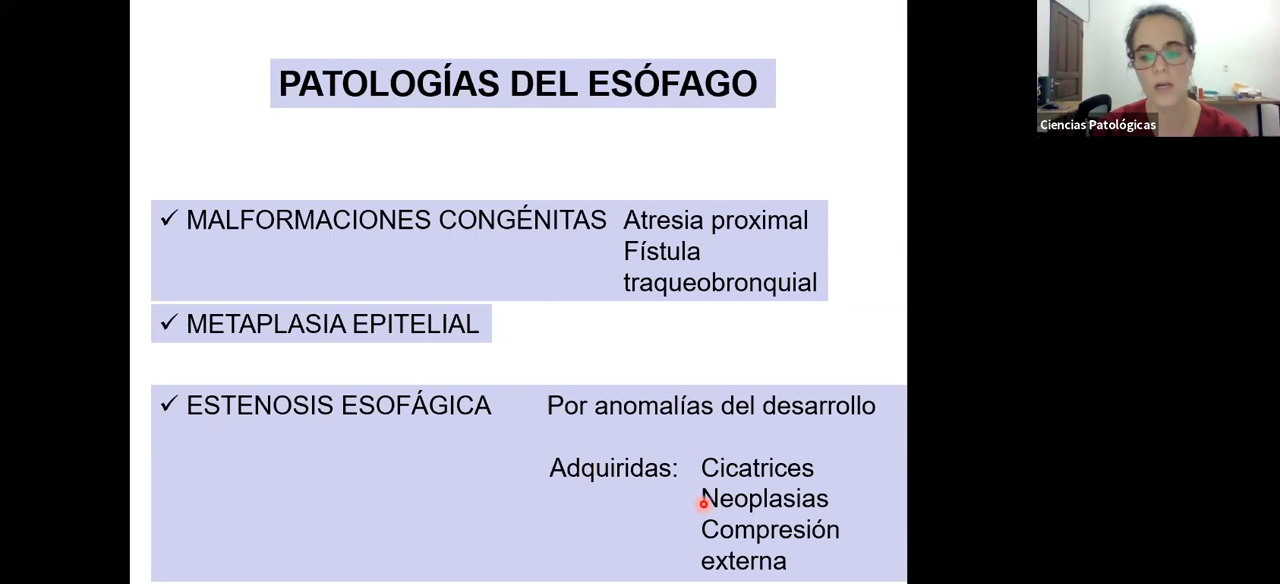 PATOLOGÍAS DEL ESÓFAGO
Ciencias Patológicas
✓ MALFORMACIONES CONGÉNITAS Atresia proximal
Fístula
traqueobronquial
✓ METAPLASIA EPITELIAL
✓ ESTENOSIS ESOFÁGICA Por anomalías del desarrollo
Adquiridas: Cicatrices
Neoplasias
Compresión
externa